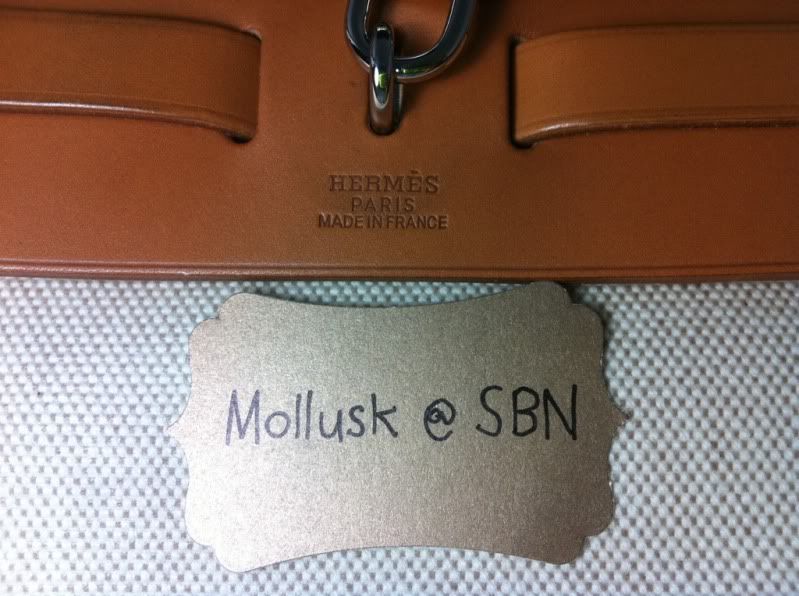 HERMÈS
PARIS
MADE IN FRANCE
Mollusk @ SBN